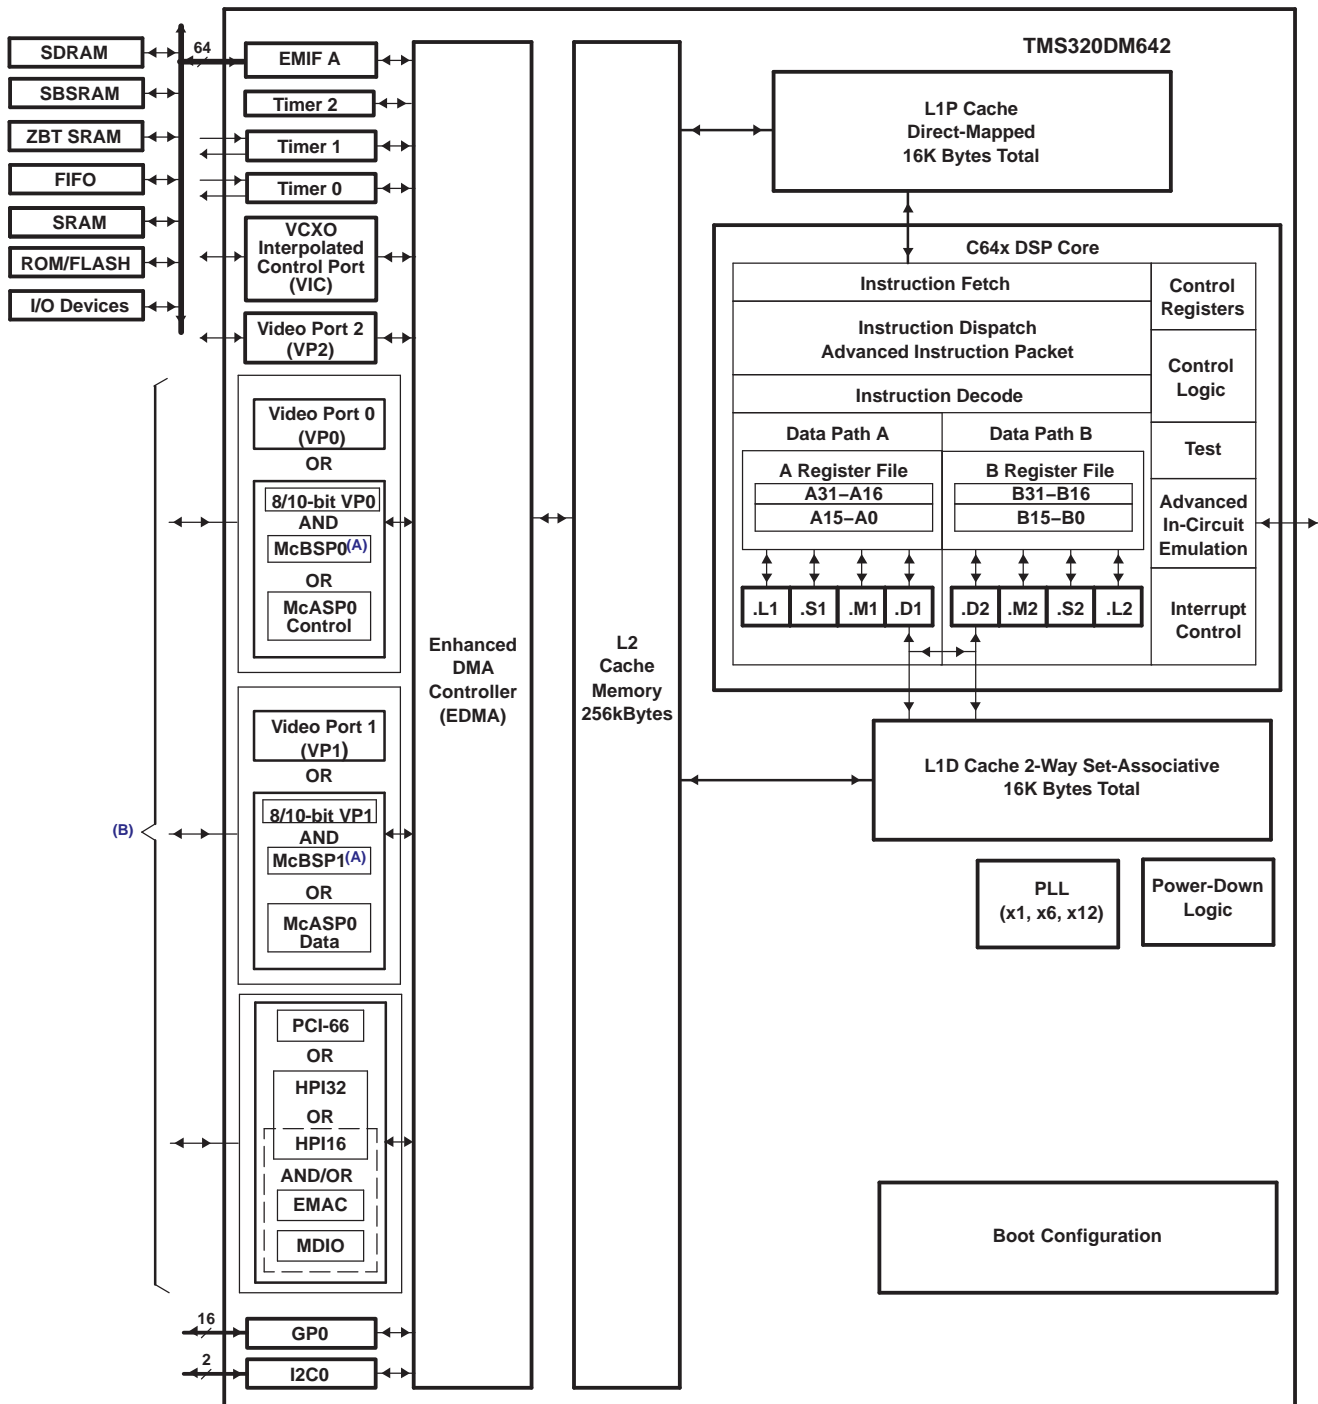 TMS320DM642
SDRAM
SBSRAM
ZBT SRAM
FIFO
SRAM
ROM/FLASH
I/O Devices
64
EMIF A
Timer 2
Timer 1
Timer 0
VCXO
Interpolated
Control Port
(VIC)
Video Port 2
(VP2)
Video Port 0
(VP0)
OR
8/10-bit VP0
AND
McBSP0(A)
OR
McASP0
Control
Video Port 1
(VP1)
OR
8/10-bit VP1
AND
McBSP1(A)
OR
McASP0
Data
(B)
PCI-66
OR
HPI32
OR
HPI16
AND/OR
EMAC
MDIO
16
GP0
2
I2C0
Enhanced
DMA
Controller
(EDMA)
L2
Cache
Memory
256kBytes
L1P Cache
Direct-Mapped
16K Bytes Total
C64x DSP Core
Instruction Fetch
Instruction Dispatch
Advanced Instruction Packet
Instruction Decode
Data Path A
A Register File
A31–A16
A15–A0
.L1
.S1
.M1
.D1
Data Path B
B Register File
B31–B16
B15–B0
.D2
.M2
.S2
.L2
Control
Registers
Control
Logic
Test
Advanced
In-Circuit
Emulation
Interrupt
Control
L1D Cache 2-Way Set-Associative
16K Bytes Total
PLL
(x1, x6, x12)
Power-Down
Logic
Boot Configuration